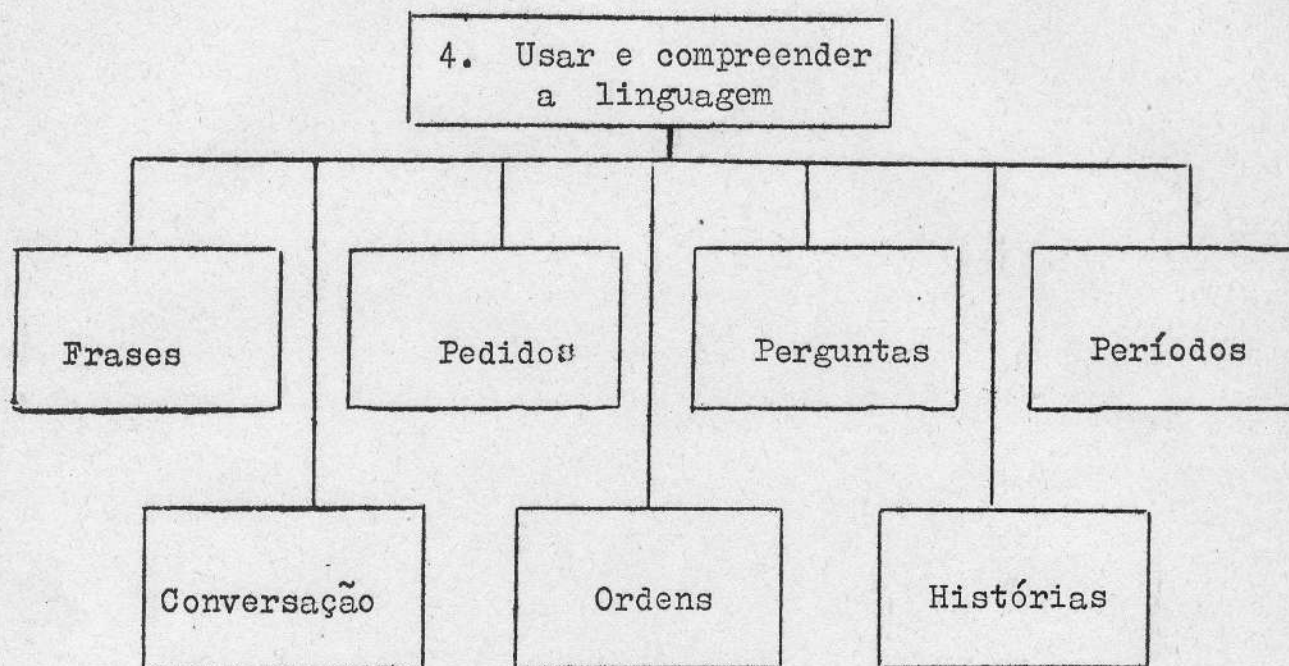 4. Usar e compreender
a linguagem
Frases
Pedidos
Perguntas
Períodos
Conversação
Ordens
Histórias